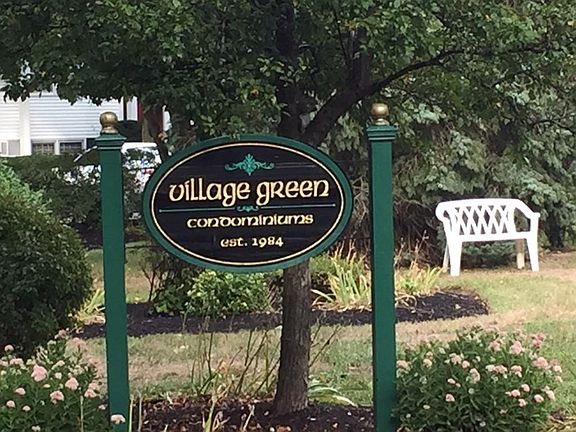 village green
condominiums
est. 1984